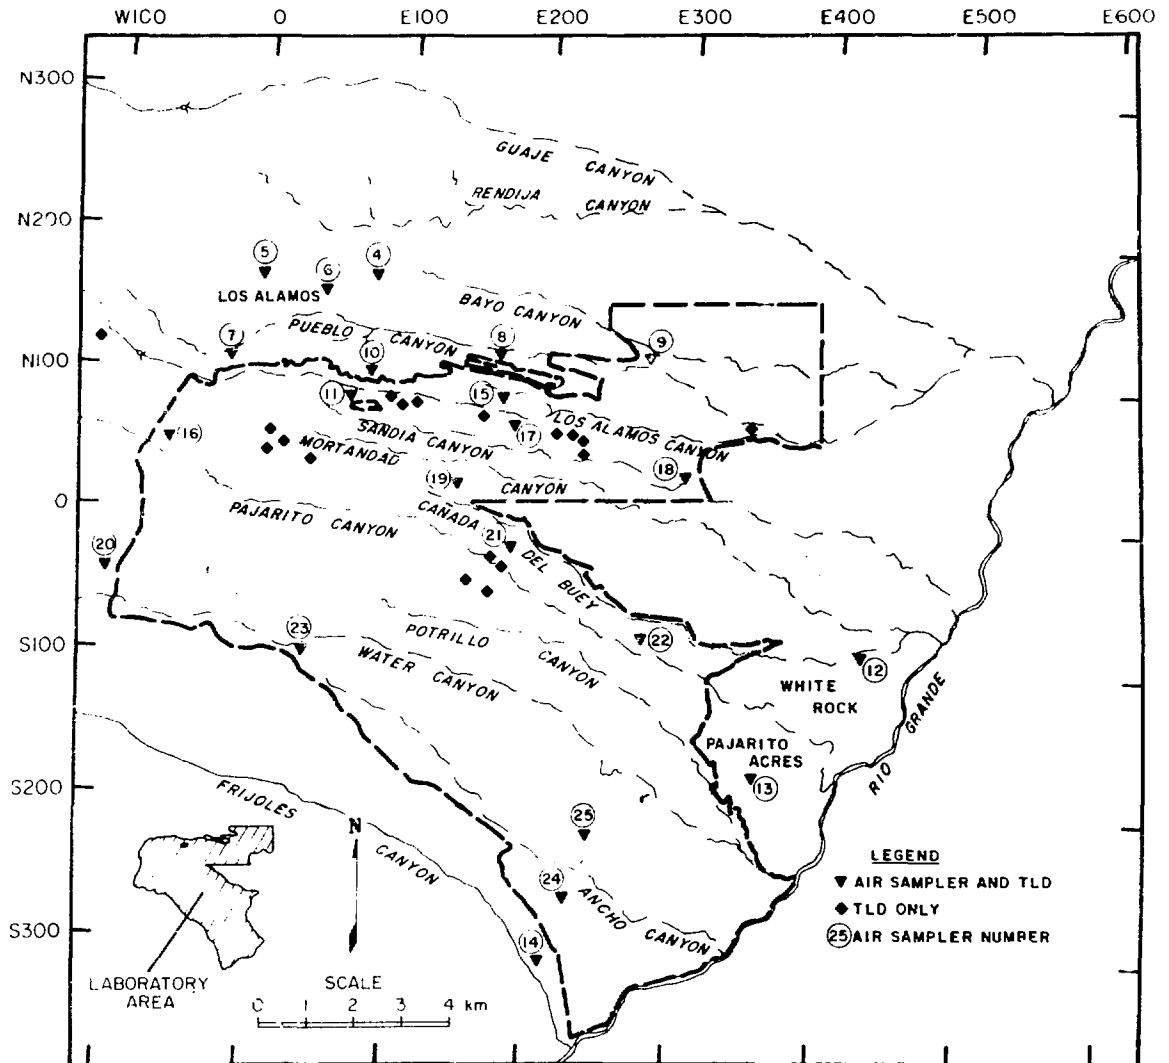 W100 0 E100 E200 E300 E400 E500 E600
N300
N200
N100
0
S100
S200
S300
GUAJE CANYON
RENDIJA CANYON
5
6
4
LOS ALAMOS
BAYO CANYON
7
PUEBLO CANYON
8
9
10
11
15
LOS ALAMOS CANYON
16
SANDIA CANYON
17
MORTANDAD CANYON
18
19
PAJARITO CANYON
CAÑADA DEL BUEY
20
21
22
23
POTRILLO CANYON
WATER CANYON
12
WHITE
ROCK
PAJARITO
ACRES
13
RIO GRANDE
FRIJOLES CANYON
25
24
ANCHO CANYON
14
N
LABORATORY
AREA
SCALE
0 1 2 3 4 km
LEGEND
AIR SAMPLER AND TLD
TLD ONLY
25 AIR SAMPLER NUMBER